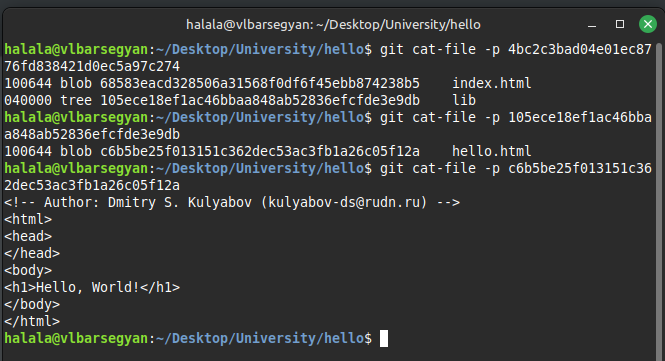 halala@vlbarsegyan: ~/Desktop/University/hello
halala@vlbarsegyan:~/Desktop/University/hello$ git cat-file -p 4bc2c3bad04e01ec87
76fd838421d0ec5a97c274
100644 blob 68583eacd328506a31568f0df6f45ebb874238b5    index.html
040000 tree 105ece18ef1ac46bbaa848ab52836efcfde3e9db    lib
halala@vlbarsegyan:~/Desktop/University/hello$ git cat-file -p 105ece18ef1ac46bba
a848ab52836efcfde3e9db
100644 blob c6b5be25f013151c362dec53ac3fb1a26c05f12a    hello.html
halala@vlbarsegyan:~/Desktop/University/hello$ git cat-file -p c6b5be25f013151c36
2dec53ac3fb1a26c05f12a
<!-- Author: Dmitry S. Kulyabov (kulyabov-ds@rudn.ru) -->
<html>
<head>
</head>
<body>
<h1>Hello, World!</h1>
</body>
</html>
halala@vlbarsegyan:~/Desktop/University/hello$